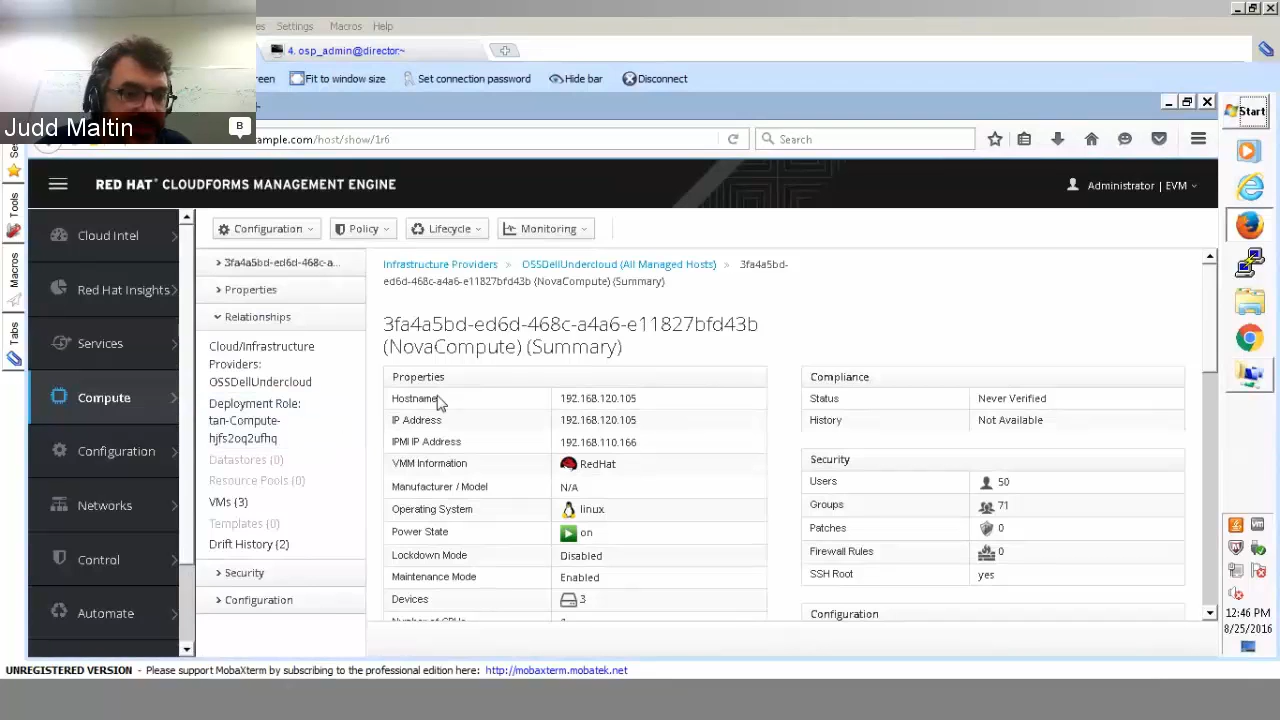 Settings Macros Help
4. osp_admin@director:~
Fit to window size Set connection password Hide bar Disconnect
Judd Maltin
B
ample.com/host/show/1r6
Search
Start
RED HAT® CLOUDFORMS MANAGEMENT ENGINE
Administrator | EVM
Tools
Macros
Tabs
Cloud Intel
Red Hat Insights
Services
Compute
Configuration
Networks
Control
Automate
Configuration Policy Lifecycle Monitoring
3fa4a5bd-ed6d-468c-a...
Properties
Relationships
Cloud/Infrastructure
Providers:
OSSDellUndercloud
Deployment Role:
tan-Compute-
hjfs2oq2ufhq
Datastores (0)
Resource Pools (0)
VMs (3)
Templates (0)
Drift History (2)
Security
Configuration
Infrastructure Providers » OSSDellUndercloud (All Managed Hosts) » 3fa4a5bd-
ed6d-468c-a4a6-e11827bfd43b (NovaCompute) (Summary)
3fa4a5bd-ed6d-468c-a4a6-e11827bfd43b
(NovaCompute) (Summary)
Properties
Hostname 192.168.120.105
IP Address 192.168.120.105
IPMI IP Address 192.168.110.166
VMM Information RedHat
Manufacturer / Model N/A
Operating System linux
Power State on
Lockdown Mode Disabled
Maintenance Mode Enabled
Devices 3
Compliance
Status Never Verified
History Not Available
Security
Users 50
Groups 71
Patches 0
Firewall Rules 0
SSH Root yes
Configuration
12:46 PM
8/25/2016
UNREGISTERED VERSION - Please support MobaXterm by subscribing to the professional edition here: http://mobaxterm.mobatek.net